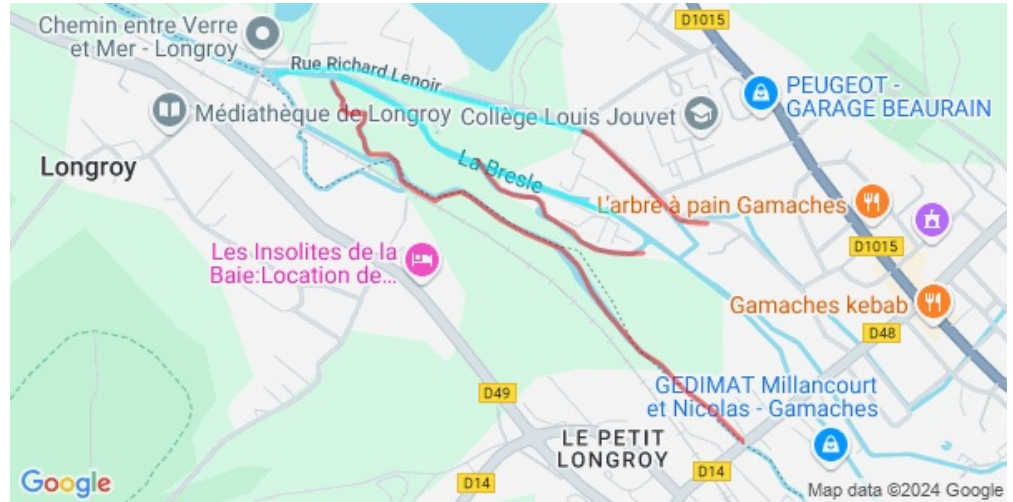 Chemin entre Verre
et Mer - Longroy
D1015
Rue Richard Lenoir
PEUGEOT -
GARAGE BEAURAIN
Médiathèque de Longroy
Collège Louis Jouvet
Longroy
La Bresle
L'arbre à pain Gamaches
D1015
Les Insolites de la
Baie:Location de...
Gamaches kebab
D48
GEDIMAT Millancourt
et Nicolas - Gamaches
D49
LE PETIT
LONGROY
D14
D14
Google
Map data ©2024 Google